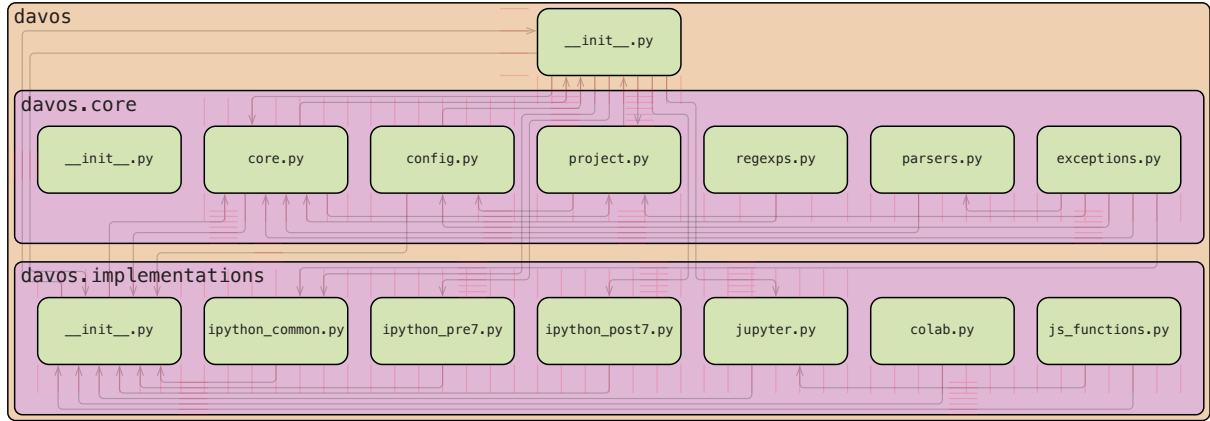 davos
__init__.py
davos.core
__init__.py
core.py
config.py
project.py
regexps.py
parsers.py
exceptions.py
davos.implementations
__init__.py
ipython_common.py
ipython_pre7.py
ipython_post7.py
jupyter.py
colab.py
js_functions.py